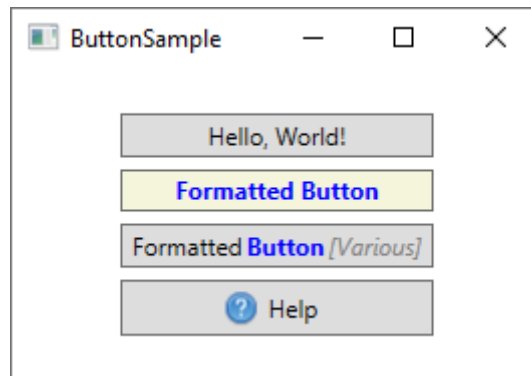 ButtonSample
Hello, World!
Formatted Button
Formatted Button [Various]
? Help